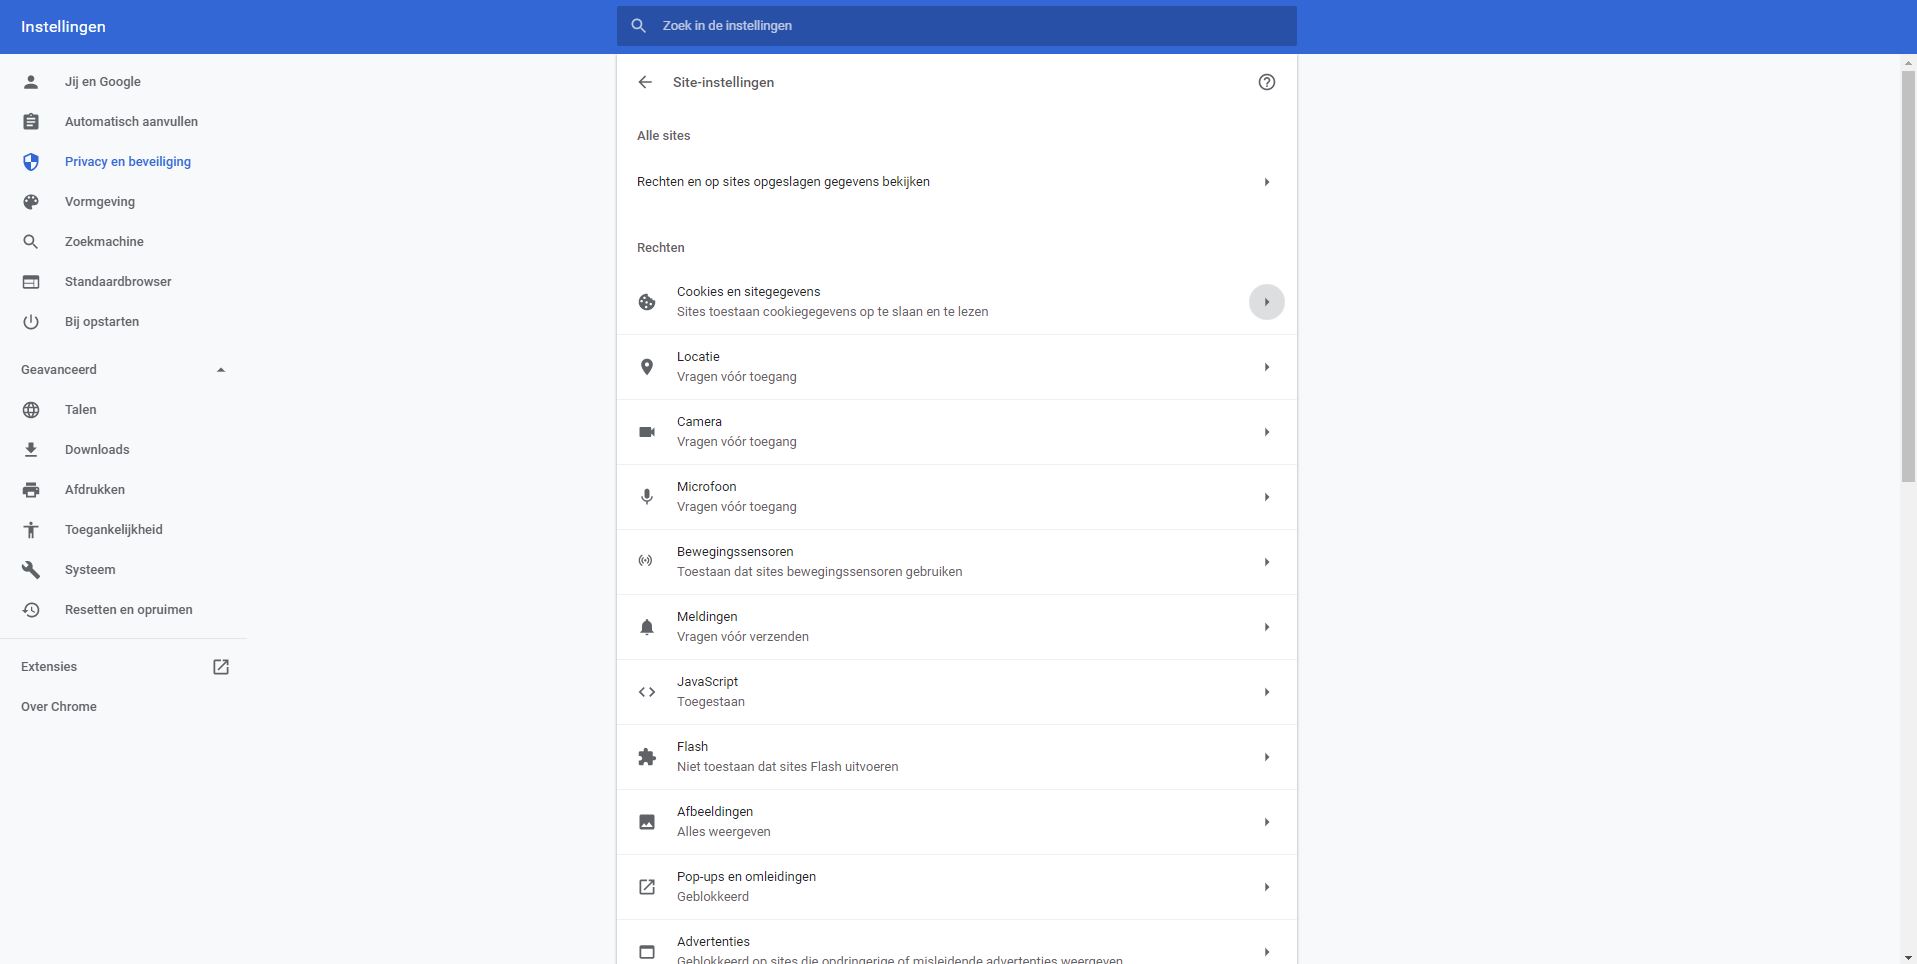 Instellingen
Zoek in de instellingen
Jij en Google
Automatisch aanvullen
Privacy en beveiliging
Vormgeving
Zoekmachine
Standaardbrowser
Bij opstarten
Geavanceerd
Talen
Downloads
Afdrukken
Toegankelijkheid
Systeem
Resetten en opruimen
Extensies
Over Chrome
Site-instellingen
Alle sites
Rechten en op sites opgeslagen gegevens bekijken
Rechten
Cookies en sitegegevens
Sites toestaan cookiegegevens op te slaan en te lezen
Locatie
Vragen vóór toegang
Camera
Vragen vóór toegang
Microfoon
Vragen vóór toegang
Bewegingssensoren
Toestaan dat sites bewegingssensoren gebruiken
Meldingen
Vragen vóór verzenden
JavaScript
Toegestaan
Flash
Niet toestaan dat sites Flash uitvoeren
Afbeeldingen
Alles weergeven
Pop-ups en omleidingen
Geblokkeerd
Advertenties
Geblokkeerd op sites die opdringerige of misleidende advertenties weergeven